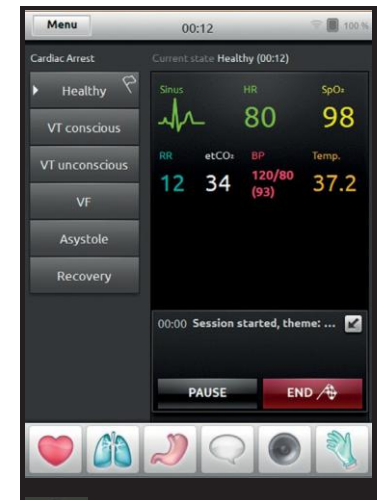 Menu
00:12
100 %
Cardiac Arrest
Current state Healthy (00:12)
Healthy
VT conscious
VT unconscious
VF
Asystole
Recovery
Sinus HR SpO₂
80 98
RR etCO₂ BP Temp.
12 34 120/80 37.2
(93)
00:00 Session started, theme: ...
PAUSE END